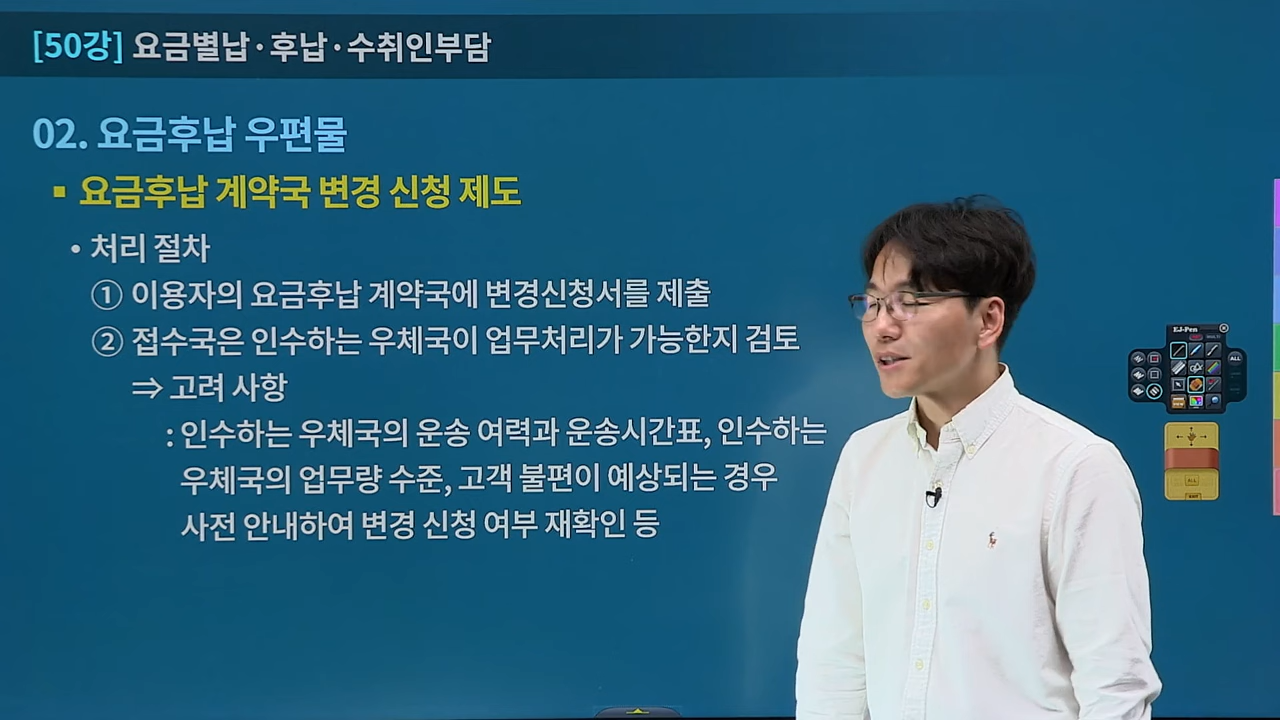 [50강] 요금별납·후납·수취인부담
02. 요금후납 우편물
▪ 요금후납 계약국 변경 신청 제도
• 처리 절차
① 이용자의 요금후납 계약국에 변경신청서를 제출
② 접수국은 인수하는 우체국이 업무처리가 가능한지 검토
⇒ 고려 사항
: 인수하는 우체국의 운송 여력과 운송시간표, 인수하는
우체국의 업무량 수준, 고객 불편이 예상되는 경우
사전 안내하여 변경 신청 여부 재확인 등
EJ-Pen
ALL
ALL
EXIT